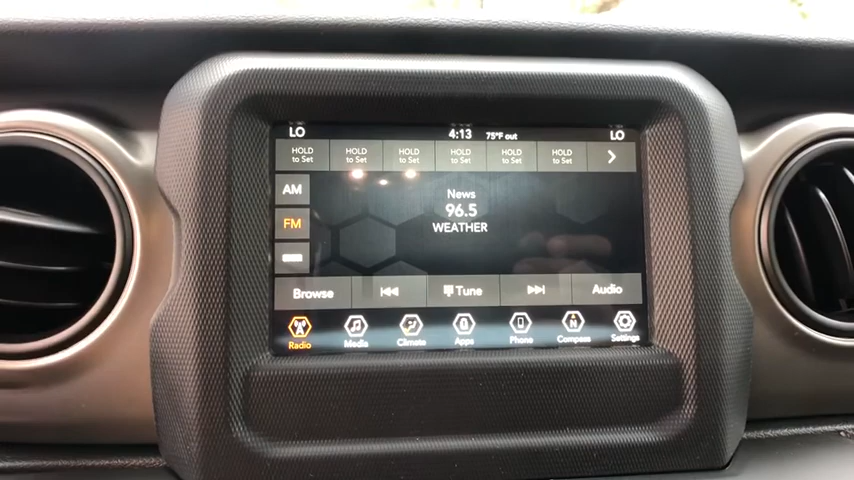 LO 4:13 75°F out LO
HOLD to Set HOLD to Set HOLD to Set HOLD to Set HOLD to Set HOLD to Set
AM
FM
News
96.5
WEATHER
Browse Tune Audio
Radio Media Climate Apps Phone Compass Settings
N